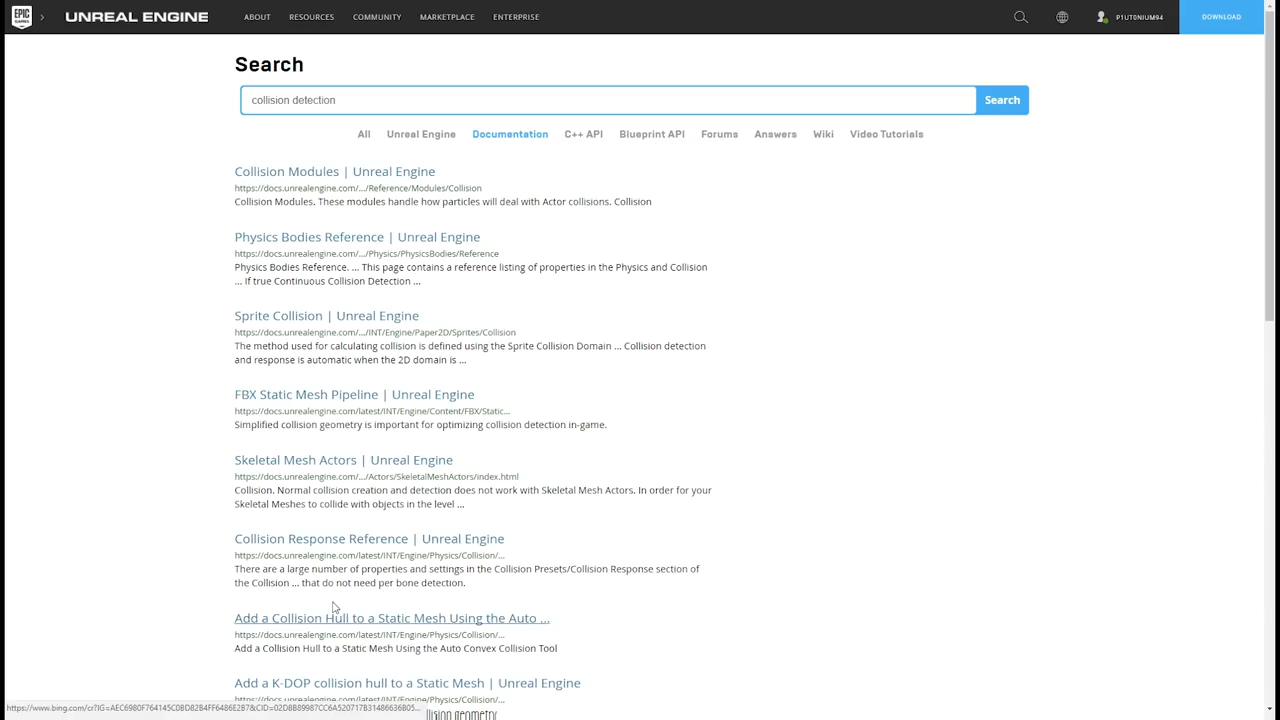 EPIC GAMES
UNREAL ENGINE
ABOUT
RESOURCES
COMMUNITY
MARKETPLACE
ENTERPRISE
P1UT0NIUM94
DOWNLOAD
Search
collision detection
Search
All
Unreal Engine
Documentation
C++ API
Blueprint API
Forums
Answers
Wiki
Video Tutorials
Collision Modules | Unreal Engine
https://docs.unrealengine.com/.../Reference/Modules/Collision
Collision Modules. These modules handle how particles will deal with Actor collisions. Collision
Physics Bodies Reference | Unreal Engine
https://docs.unrealengine.com/.../Physics/PhysicsBodies/Reference
Physics Bodies Reference. ... This page contains a reference listing of properties in the Physics and Collision
... If true Continuous Collision Detection ...
Sprite Collision | Unreal Engine
https://docs.unrealengine.com/.../INT/Engine/Paper2D/Sprites/Collision
The method used for calculating collision is defined using the Sprite Collision Domain ... Collision detection
and response is automatic when the 2D domain is ...
FBX Static Mesh Pipeline | Unreal Engine
https://docs.unrealengine.com/latest/INT/Engine/Content/FBX/Static...
Simplified collision geometry is important for optimizing collision detection in-game.
Skeletal Mesh Actors | Unreal Engine
https://docs.unrealengine.com/.../Actors/SkeletalMeshActors/index.html
Collision. Normal collision creation and detection does not work with Skeletal Mesh Actors. In order for your
Skeletal Meshes to collide with objects in the level ...
Collision Response Reference | Unreal Engine
https://docs.unrealengine.com/latest/INT/Engine/Physics/Collision/...
There are a large number of properties and settings in the Collision Presets/Collision Response section of
the Collision ... that do not need per bone detection.
Add a Collision Hull to a Static Mesh Using the Auto ...
https://docs.unrealengine.com/latest/INT/Engine/Physics/Collision/...
Add a Collision Hull to a Static Mesh Using the Auto Convex Collision Tool
Add a K-DOP collision hull to a Static Mesh | Unreal Engine
https://docs.unrealengine.com/latest/INT/Engine/Physics/Collision/...